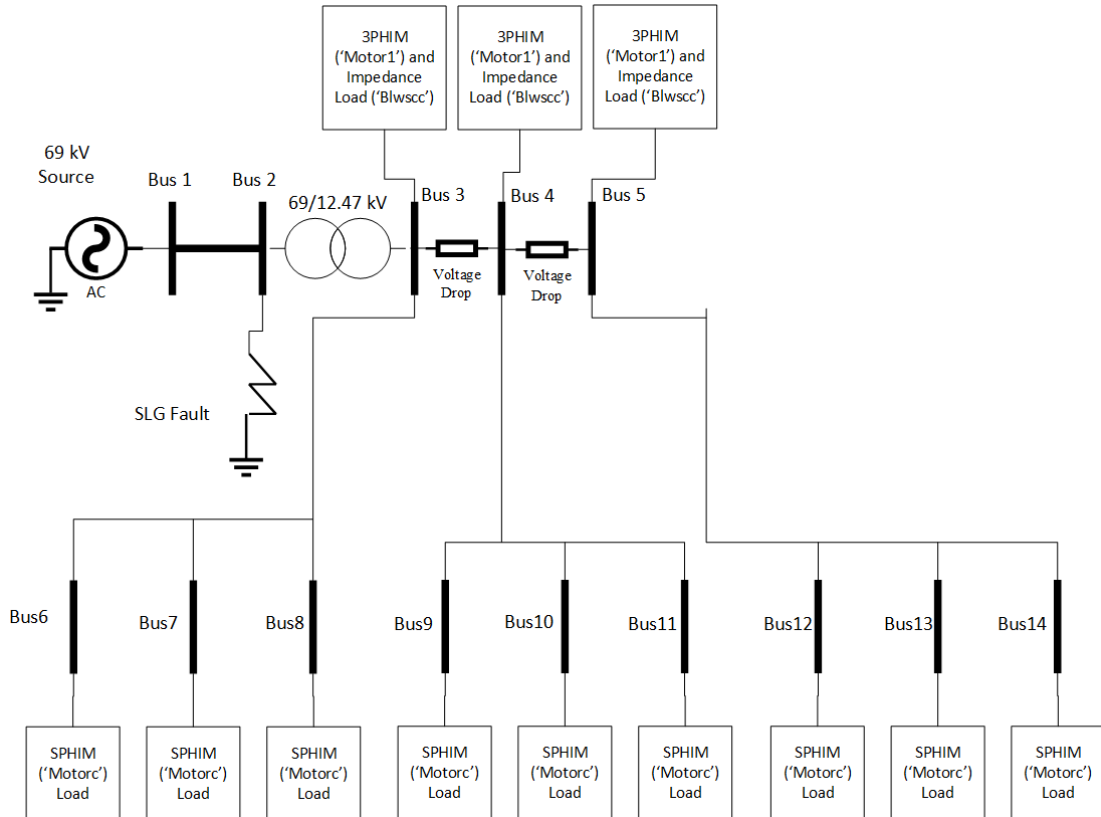 3PHIM
('Motor1') and
Impedance
Load ('Blwscc')
3PHIM
('Motor1') and
Impedance
Load ('Blwscc')
3PHIM
('Motor1') and
Impedance
Load ('Blwscc')
69 kV
Source
Bus 1
Bus 2
69/12.47 kV
Bus 3
Bus 4
Bus 5
AC
Voltage
Drop
Voltage
Drop
SLG Fault
Bus6
Bus7
Bus8
Bus9
Bus10
Bus11
Bus12
Bus13
Bus14
SPHIM
('Motorc')
Load
SPHIM
('Motorc')
Load
SPHIM
('Motorc')
Load
SPHIM
('Motorc')
Load
SPHIM
('Motorc')
Load
SPHIM
('Motorc')
Load
SPHIM
('Motorc')
Load
SPHIM
('Motorc')
Load
SPHIM
('Motorc')
Load